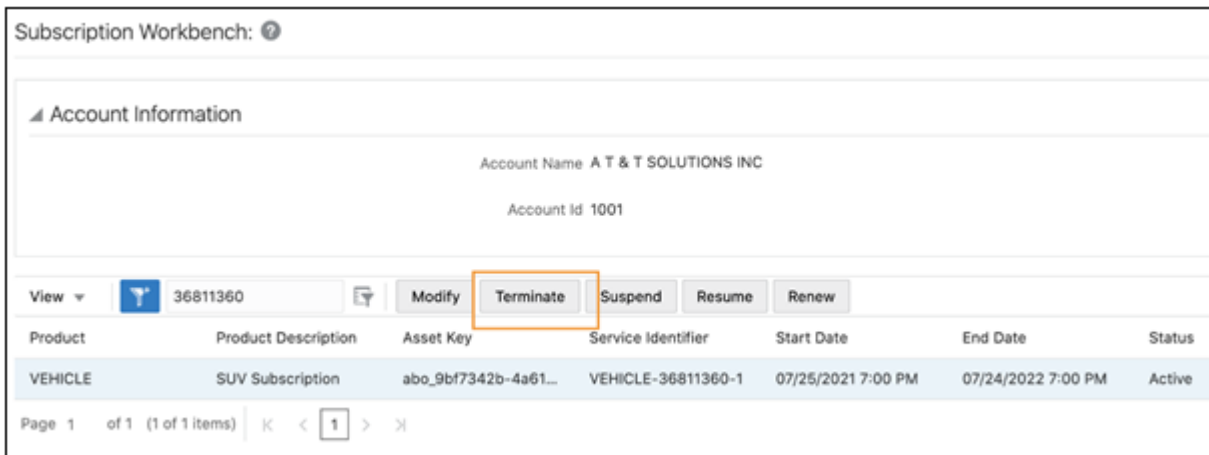 Subscription Workbench:
Account Information
Account Name A T & T SOLUTIONS INC
Account Id 1001
View 36811360 Modify Terminate Suspend Resume Renew
Product Product Description Asset Key Service Identifier Start Date End Date Status
VEHICLE SUV Subscription abo_9bf7342b-4a61... VEHICLE-36811360-1 07/25/2021 7:00 PM 07/24/2022 7:00 PM Active
Page 1 of 1 (1 of 1 items) 1